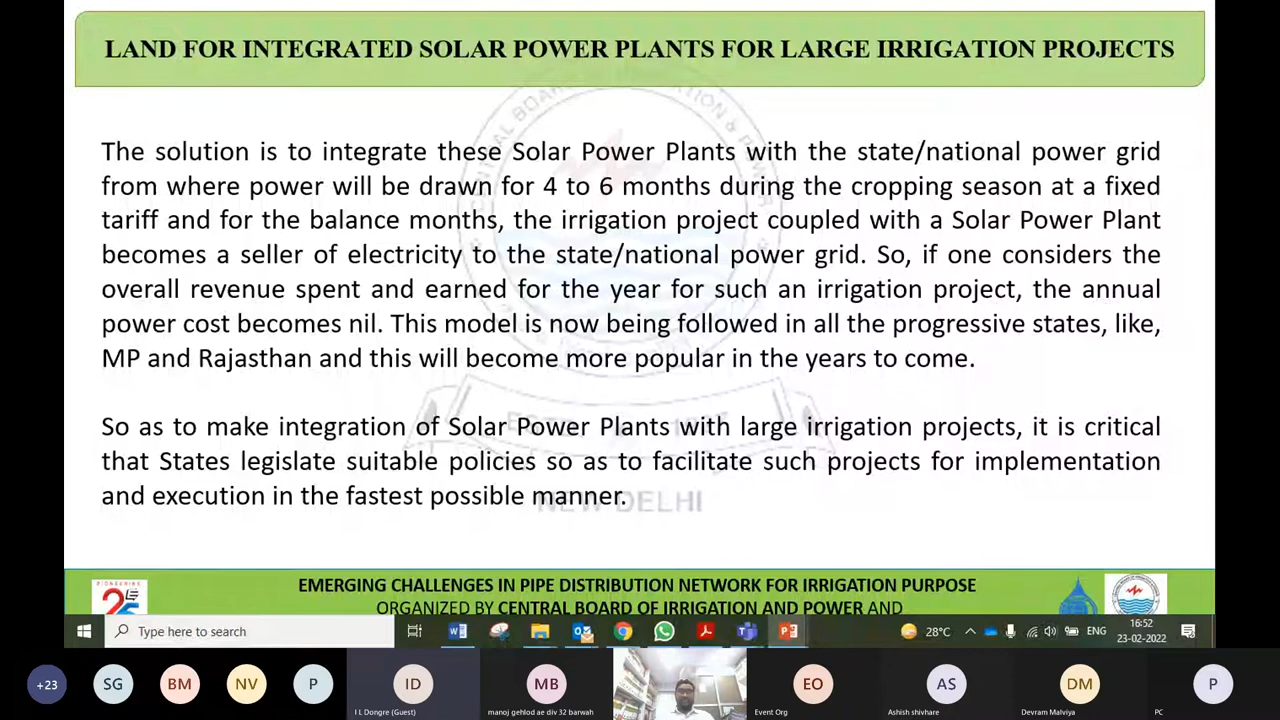 LAND FOR INTEGRATED SOLAR POWER PLANTS FOR LARGE IRRIGATION PROJECTS
The solution is to integrate these Solar Power Plants with the state/national power grid
from where power will be drawn for 4 to 6 months during the cropping season at a fixed
tariff and for the balance months, the irrigation project coupled with a Solar Power Plant
becomes a seller of electricity to the state/national power grid. So, if one considers the
overall revenue spent and earned for the year for such an irrigation project, the annual
power cost becomes nil. This model is now being followed in all the progressive states, like,
MP and Rajasthan and this will become more popular in the years to come.
So as to make integration of Solar Power Plants with large irrigation projects, it is critical
that States legislate suitable policies so as to facilitate such projects for implementation
and execution in the fastest possible manner.
NEW DELHI
EMERGING CHALLENGES IN PIPE DISTRIBUTION NETWORK FOR IRRIGATION PURPOSE
ORGANIZED BY CENTRAL BOARD OF IRRIGATION AND POWER AND
Type here to search
28°C
ENG
16:52
23-02-2022
+23
SG
BM
NV
P
ID
MB
EO
AS
DM
P
I L Dongre (Guest)
manoj gehlod ae div 32 barwah
Event Org
Ashish shivhare
Devram Malviya
PC